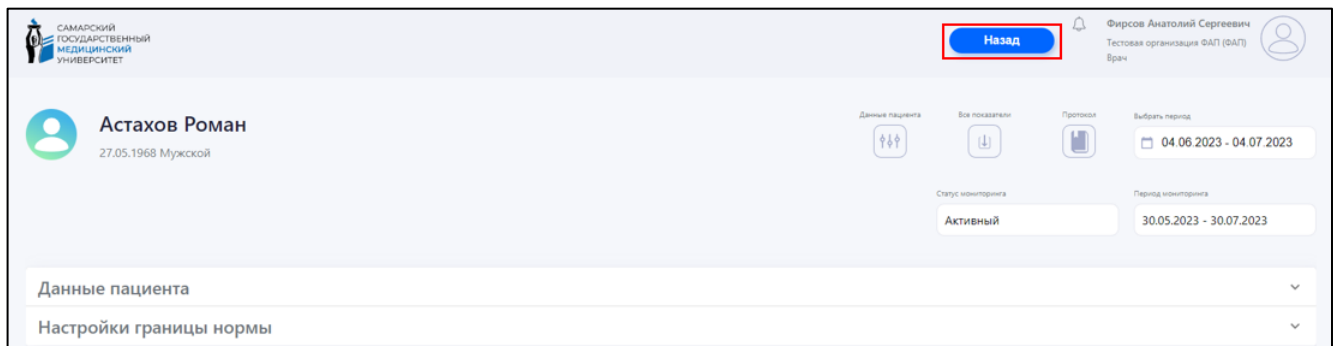 САМАРСКИЙ
ГОСУДАРСТВЕННЫЙ
МЕДИЦИНСКИЙ
УНИВЕРСИТЕТ
Назад
Фирсов Анатолий Сергеевич
Тестовая организация ФАП (ФАП)
Врач
Астахов Роман
27.05.1968 Мужской
Данные пациента
Все показатели
Протокол
Выбрать период
04.06.2023 - 04.07.2023
Статус мониторинга
Период мониторинга
Активный
30.05.2023 - 30.07.2023
Данные пациента
Настройки границы нормы